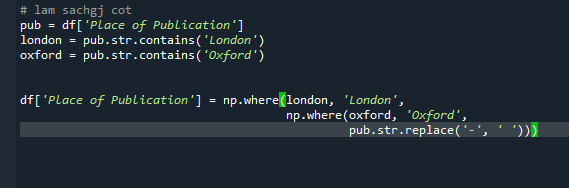 # lam sachgj cot
pub = df['Place of Publication']
london = pub.str.contains('London')
oxford = pub.str.contains('Oxford')
df['Place of Publication'] = np.where(london, 'London',
np.where(oxford, 'Oxford',
pub.str.replace('-', ' ')))